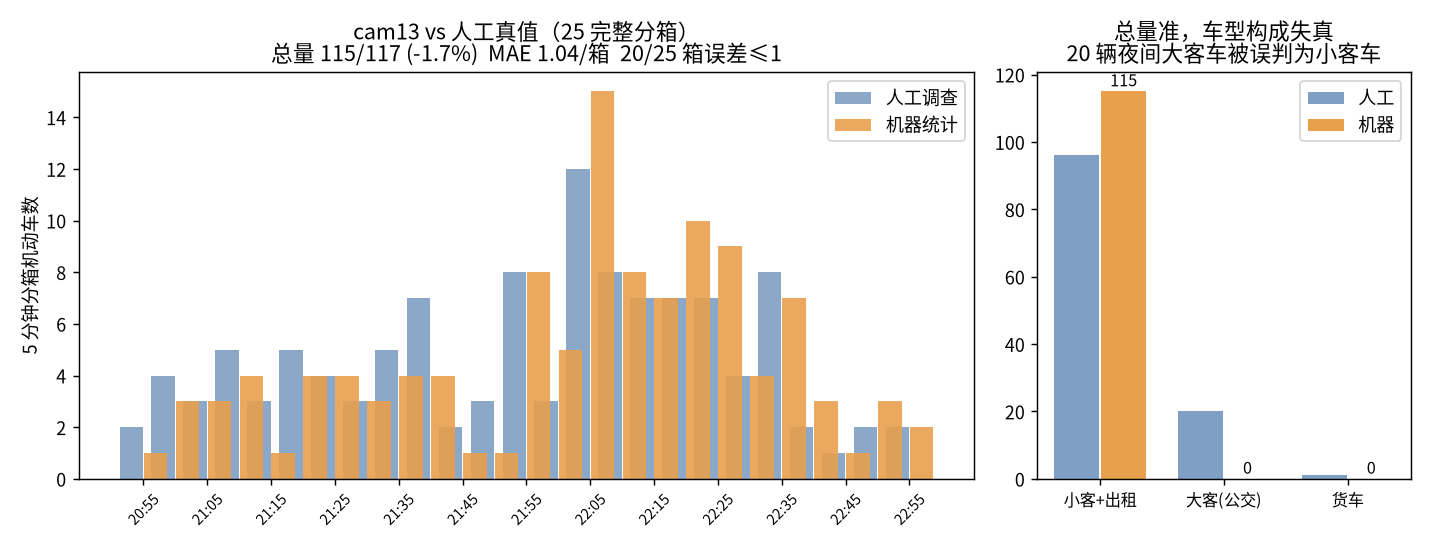 cam13 vs 人工真值（25 完整分箱）
总量 115/117 (-1.7%)  MAE 1.04/箱  20/25 箱误差≤1
人工调查
机器统计
5 分钟分箱机动车数
14
12
10
8
6
4
2
0
20:55
21:05
21:15
21:25
21:35
21:45
21:55
22:05
22:15
22:25
22:35
22:45
22:55
总量准，车型构成失真
20 辆夜间大客车被误判为小客车
人工
机器
120
100
80
60
40
20
0
115
0
0
小客+出租
大客(公交)
货车